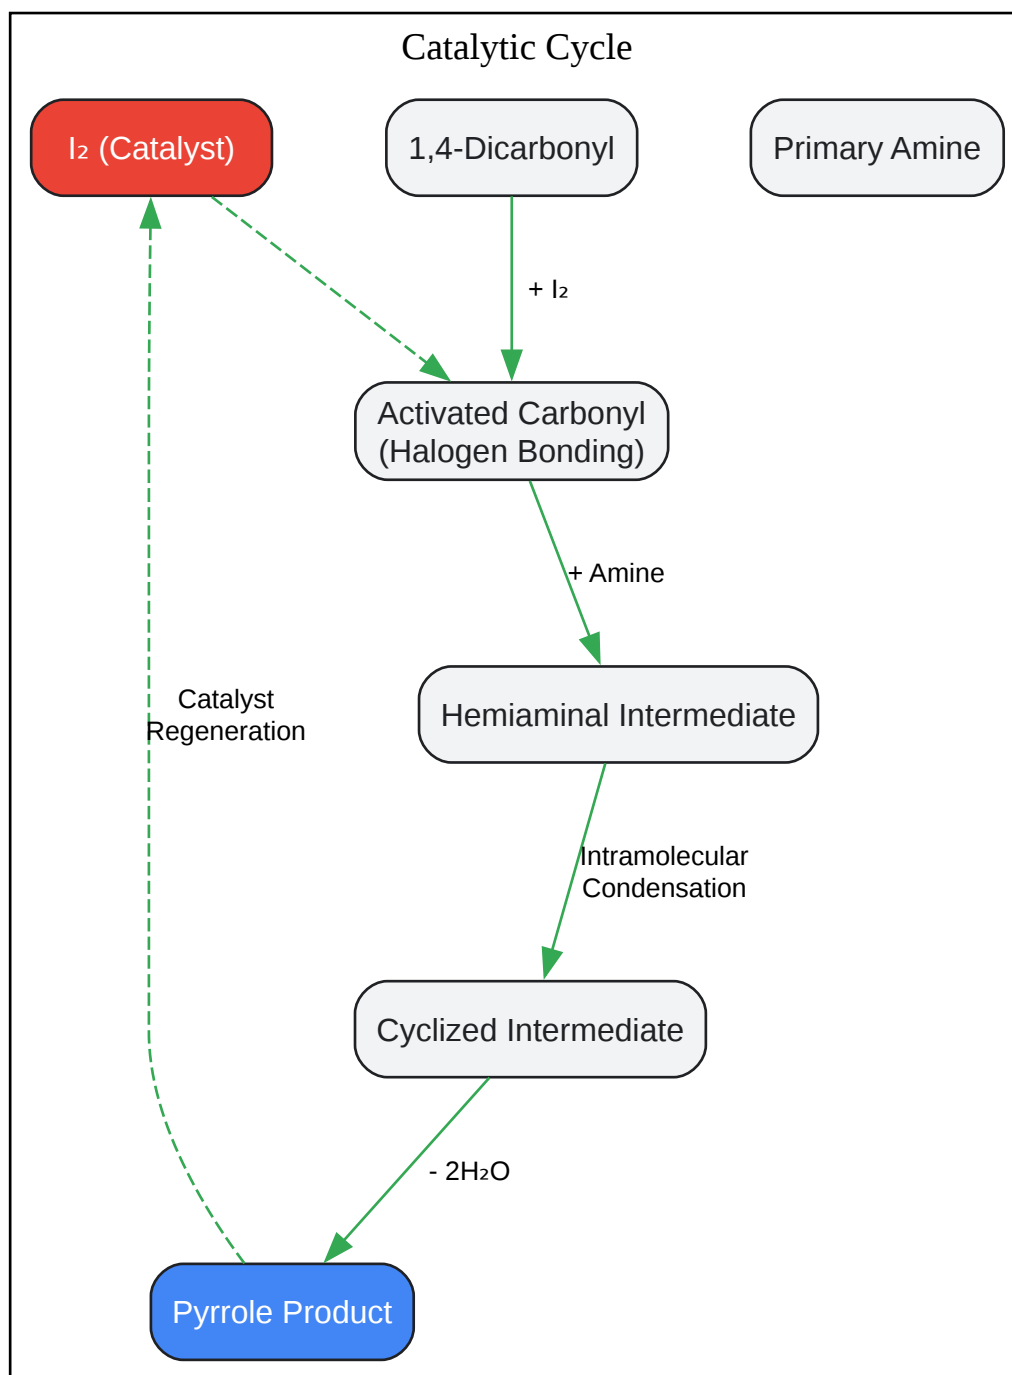 Catalytic Cycle
I₂ (Catalyst)
1,4-Dicarbonyl
Primary Amine
+ I₂
Activated Carbonyl
(Halogen Bonding)
+ Amine
Catalyst
Regeneration
Hemiaminal Intermediate
Intramolecular
Condensation
Cyclized Intermediate
- 2H₂O
Pyrrole Product